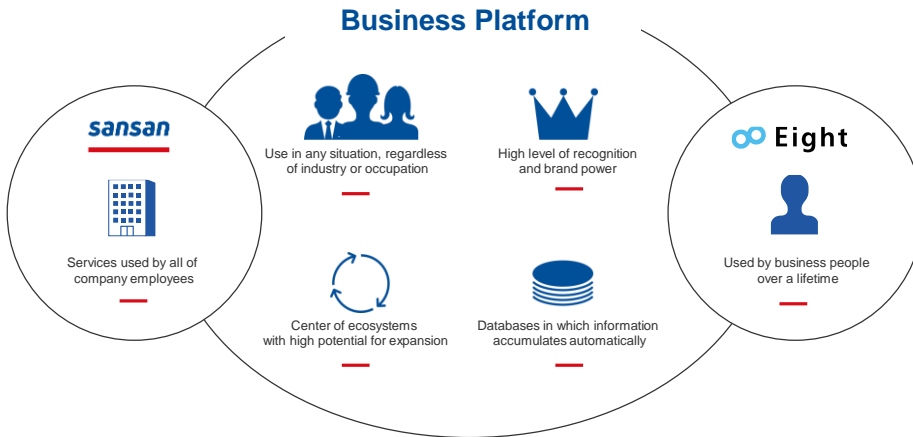 Business Platform
sansan
Services used by all of
company employees
Use in any situation, regardless
of industry or occupation
High level of recognition
and brand power
Center of ecosystems
with high potential for expansion
Databases in which information
accumulates automatically
Eight
Used by business people
over a lifetime